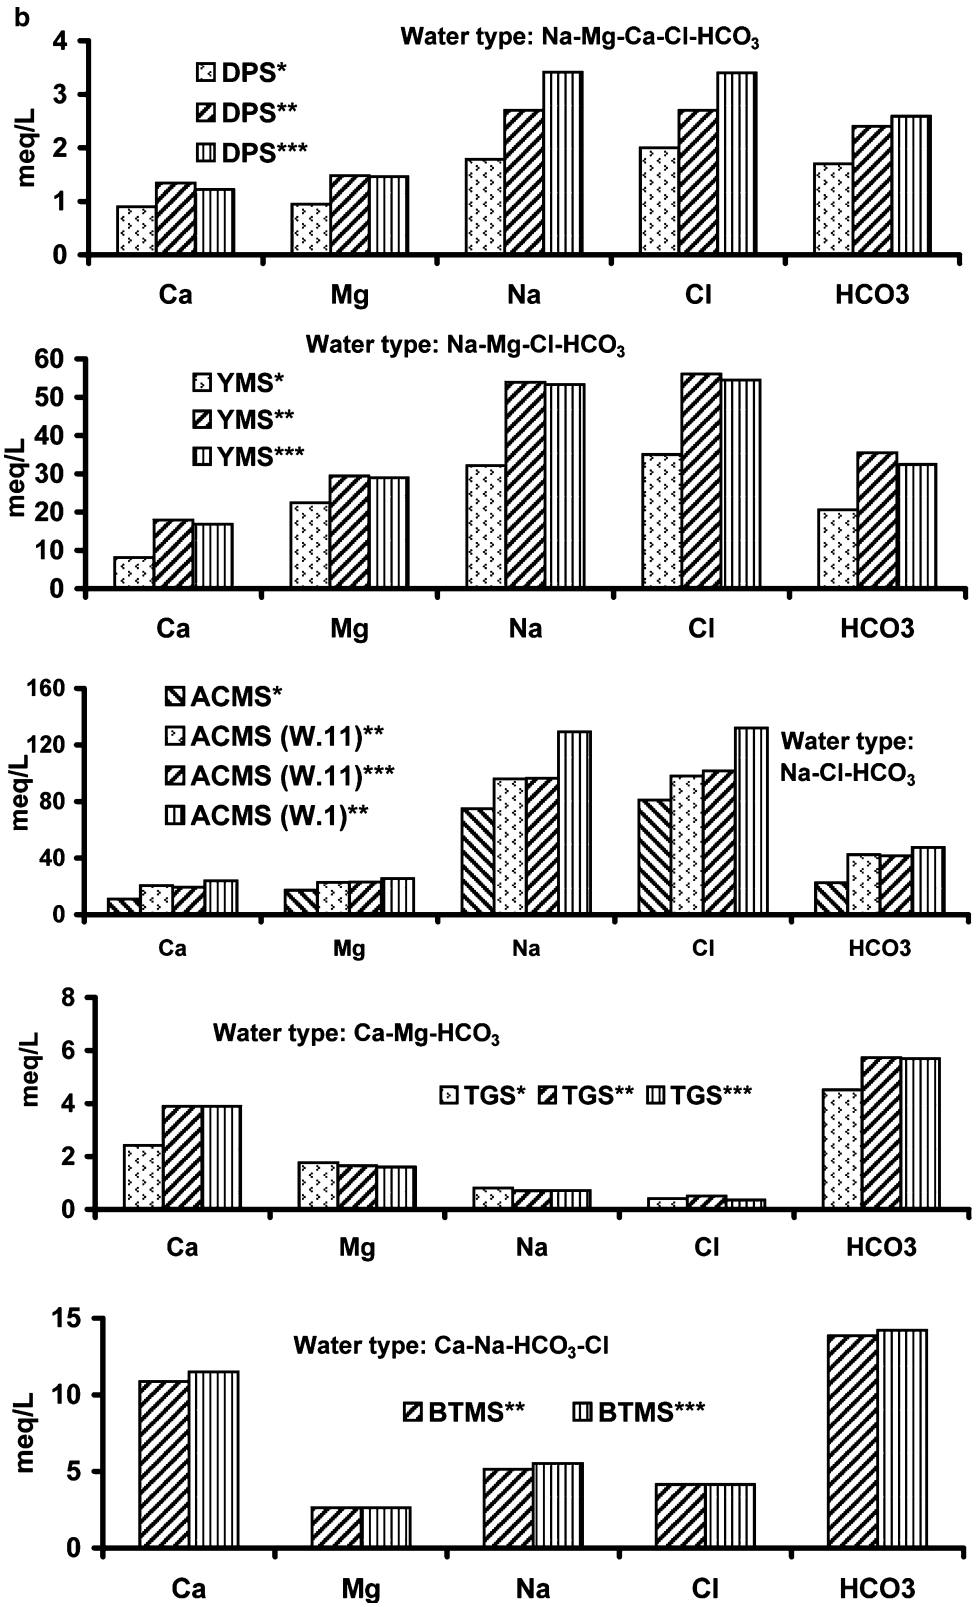 b
Water type: Na-Mg-Ca-Cl-HCO3
4
3
2
1
0
meq/L
DPS*
DPS**
DPS***
Ca Mg Na Cl HCO3
Water type: Na-Mg-Cl-HCO3
60
50
40
30
20
10
0
meq/L
YMS*
YMS**
YMS***
Ca Mg Na Cl HCO3
160
120
80
40
0
meq/L
ACMS*
ACMS (W.11)**
ACMS (W.11)***
ACMS (W.1)**
Water type:
Na-Cl-HCO3
Ca Mg Na Cl HCO3
8
6
4
2
0
meq/L
Water type: Ca-Mg-HCO3
TGS* TGS** TGS***
Ca Mg Na Cl HCO3
15
10
5
0
meq/L
Water type: Ca-Na-HCO3-Cl
BTMS** BTMS***
Ca Mg Na Cl HCO3